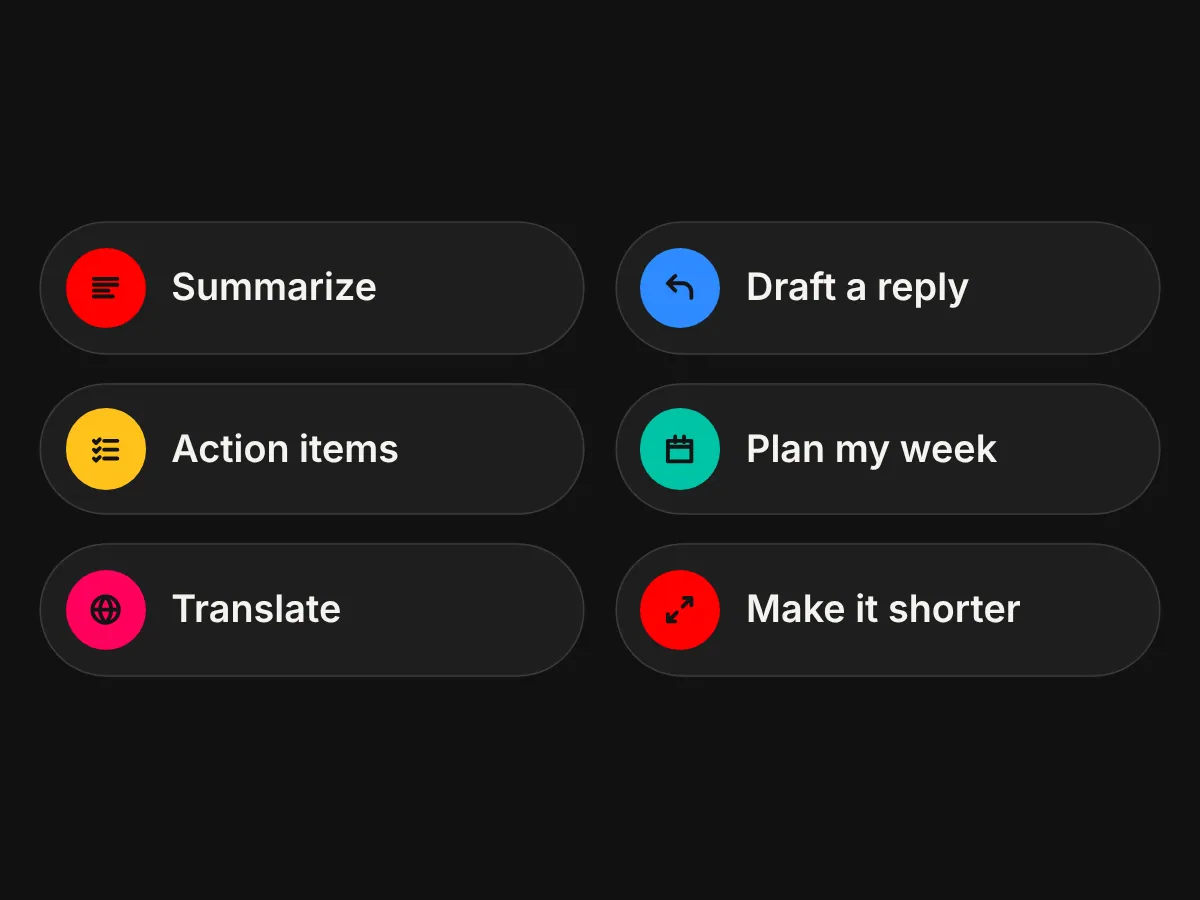 Summarize
Draft a reply
Action items
Plan my week
Translate
Make it shorter